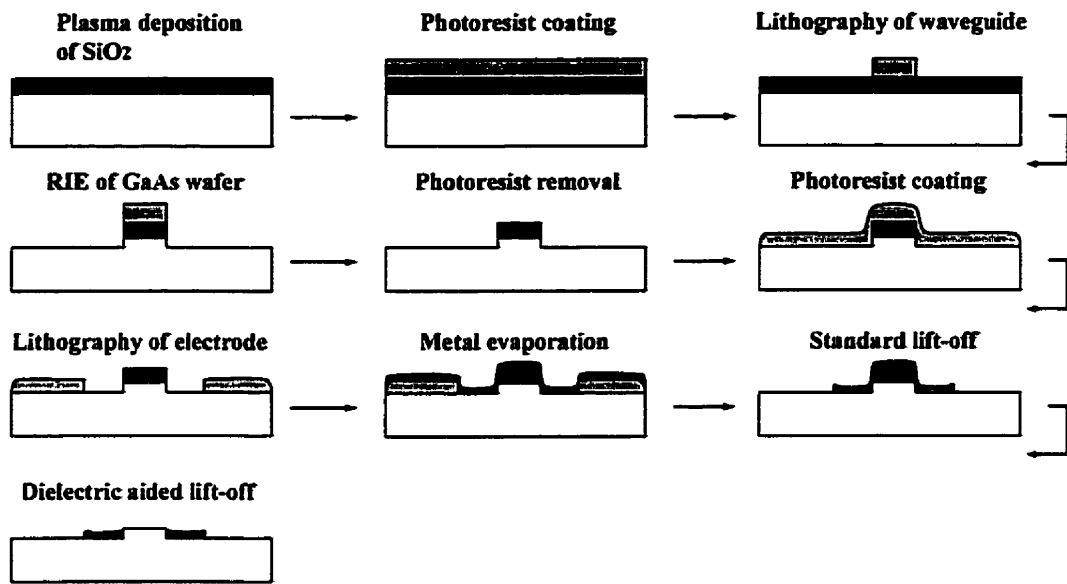 Plasma deposition
of SiO2
Photoresist coating
Lithography of waveguide
RIE of GaAs wafer
Photoresist removal
Photoresist coating
Lithography of electrode
Metal evaporation
Standard lift-off
Dielectric aided lift-off